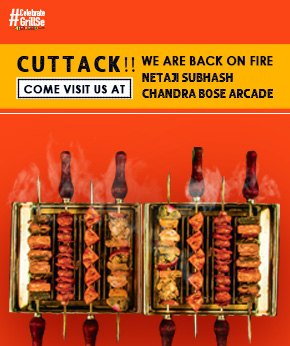 #Celebrate
GrillSe
CUTTACK!!
COME VISIT US AT
WE ARE BACK ON FIRE
NETAJI SUBHASH
CHANDRA BOSE ARCADE